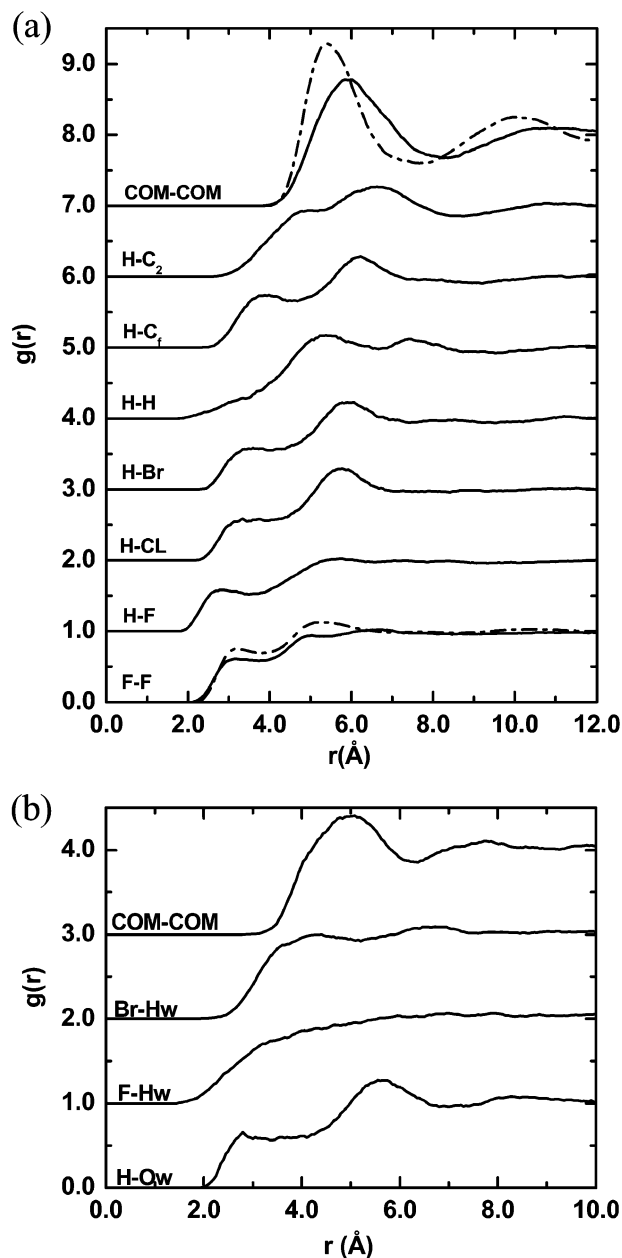 (a)
9.0
8.0
COM-COM
7.0
H-C2
6.0
H-Cf
5.0
g(r)
H-H
4.0
H-Br
3.0
H-CL
2.0
H-F
1.0
F-F
0.0
0.0 2.0 4.0 6.0 8.0 10.0 12.0
r(Å)
(b)
4.0
COM-COM
3.0
Br-Hw
g(r)
2.0
F-Hw
1.0
H-Ow
0.0
0.0 2.0 4.0 6.0 8.0 10.0
r (Å)